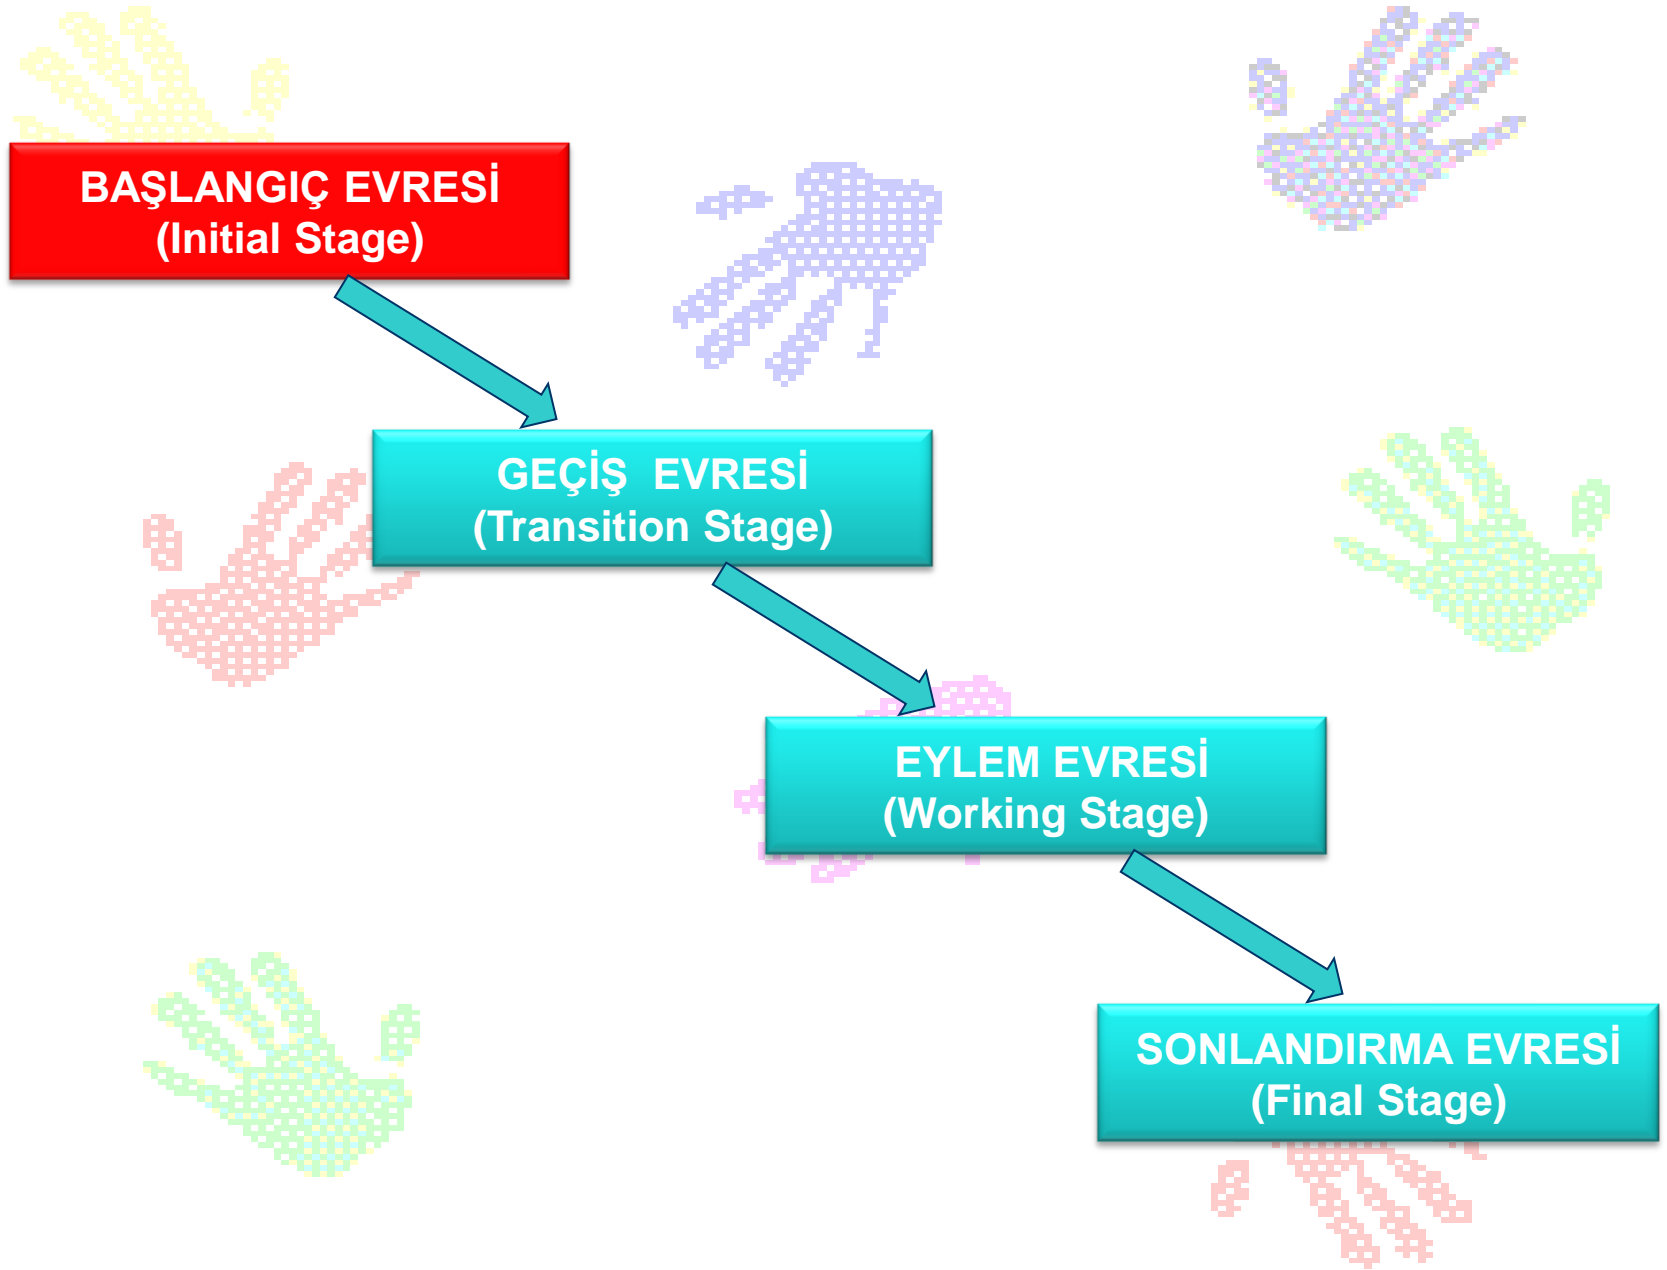 BAŞLANGIÇ EVRESİ
(Initial Stage)
GEÇİŞ  EVRESİ
(Transition Stage)
EYLEM EVRESİ
(Working Stage)
SONLANDIRMA EVRESİ
(Final Stage)